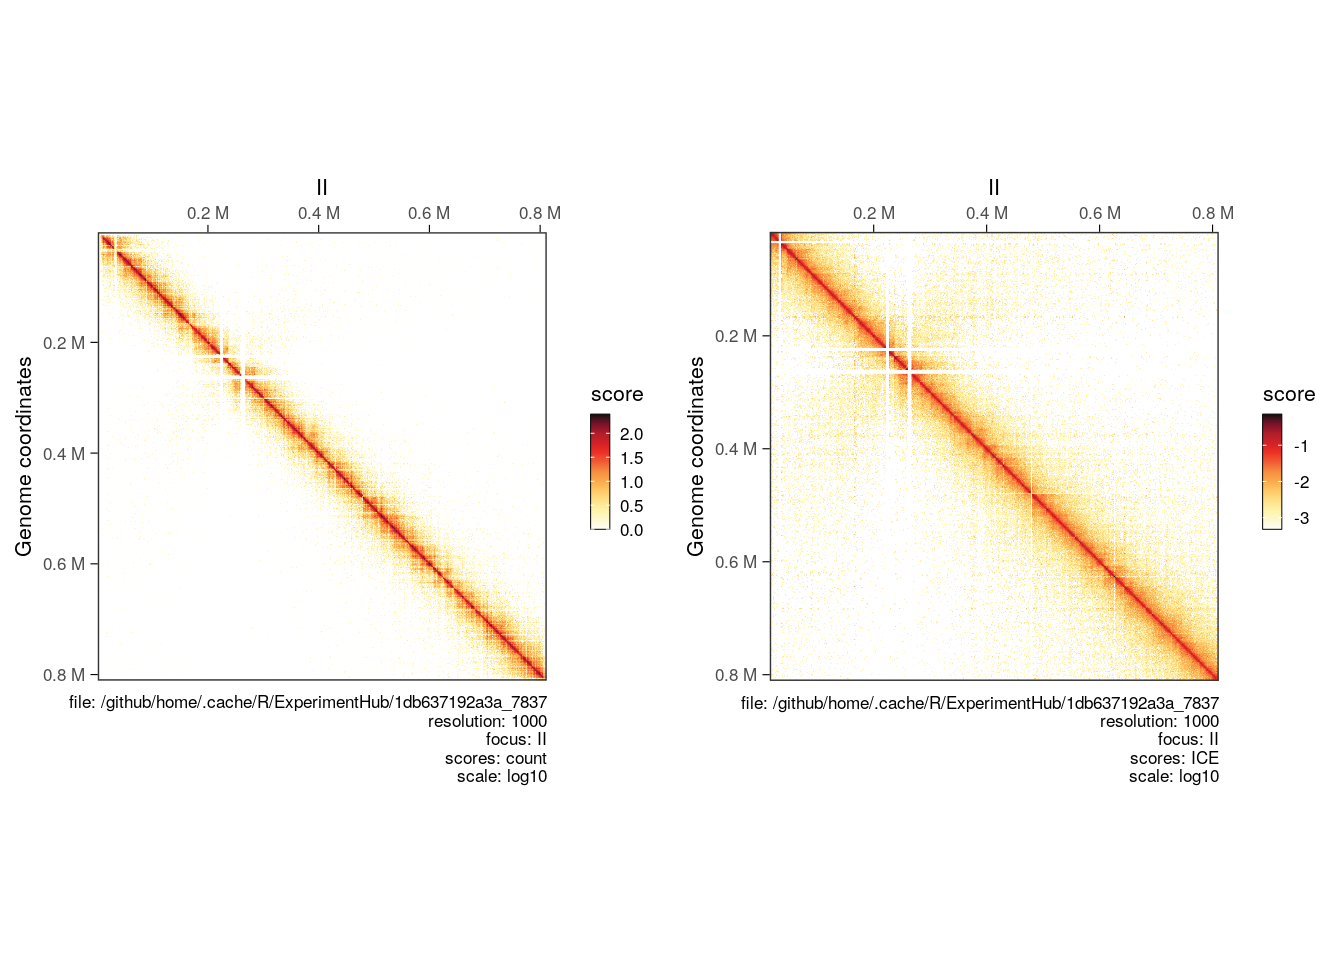 II
0.2 M 0.4 M 0.6 M 0.8 M
Genome coordinates
0.2 M
0.4 M
0.6 M
0.8 M
score
2.0
1.5
1.0
0.5
0.0
file: /github/home/.cache/R/ExperimentHub/1db637192a3a_7837
resolution: 1000
focus: II
scores: count
scale: log10
II
0.2 M 0.4 M 0.6 M 0.8 M
Genome coordinates
0.2 M
0.4 M
0.6 M
0.8 M
score
-1
-2
-3
file: /github/home/.cache/R/ExperimentHub/1db637192a3a_7837
resolution: 1000
focus: II
scores: ICE
scale: log10